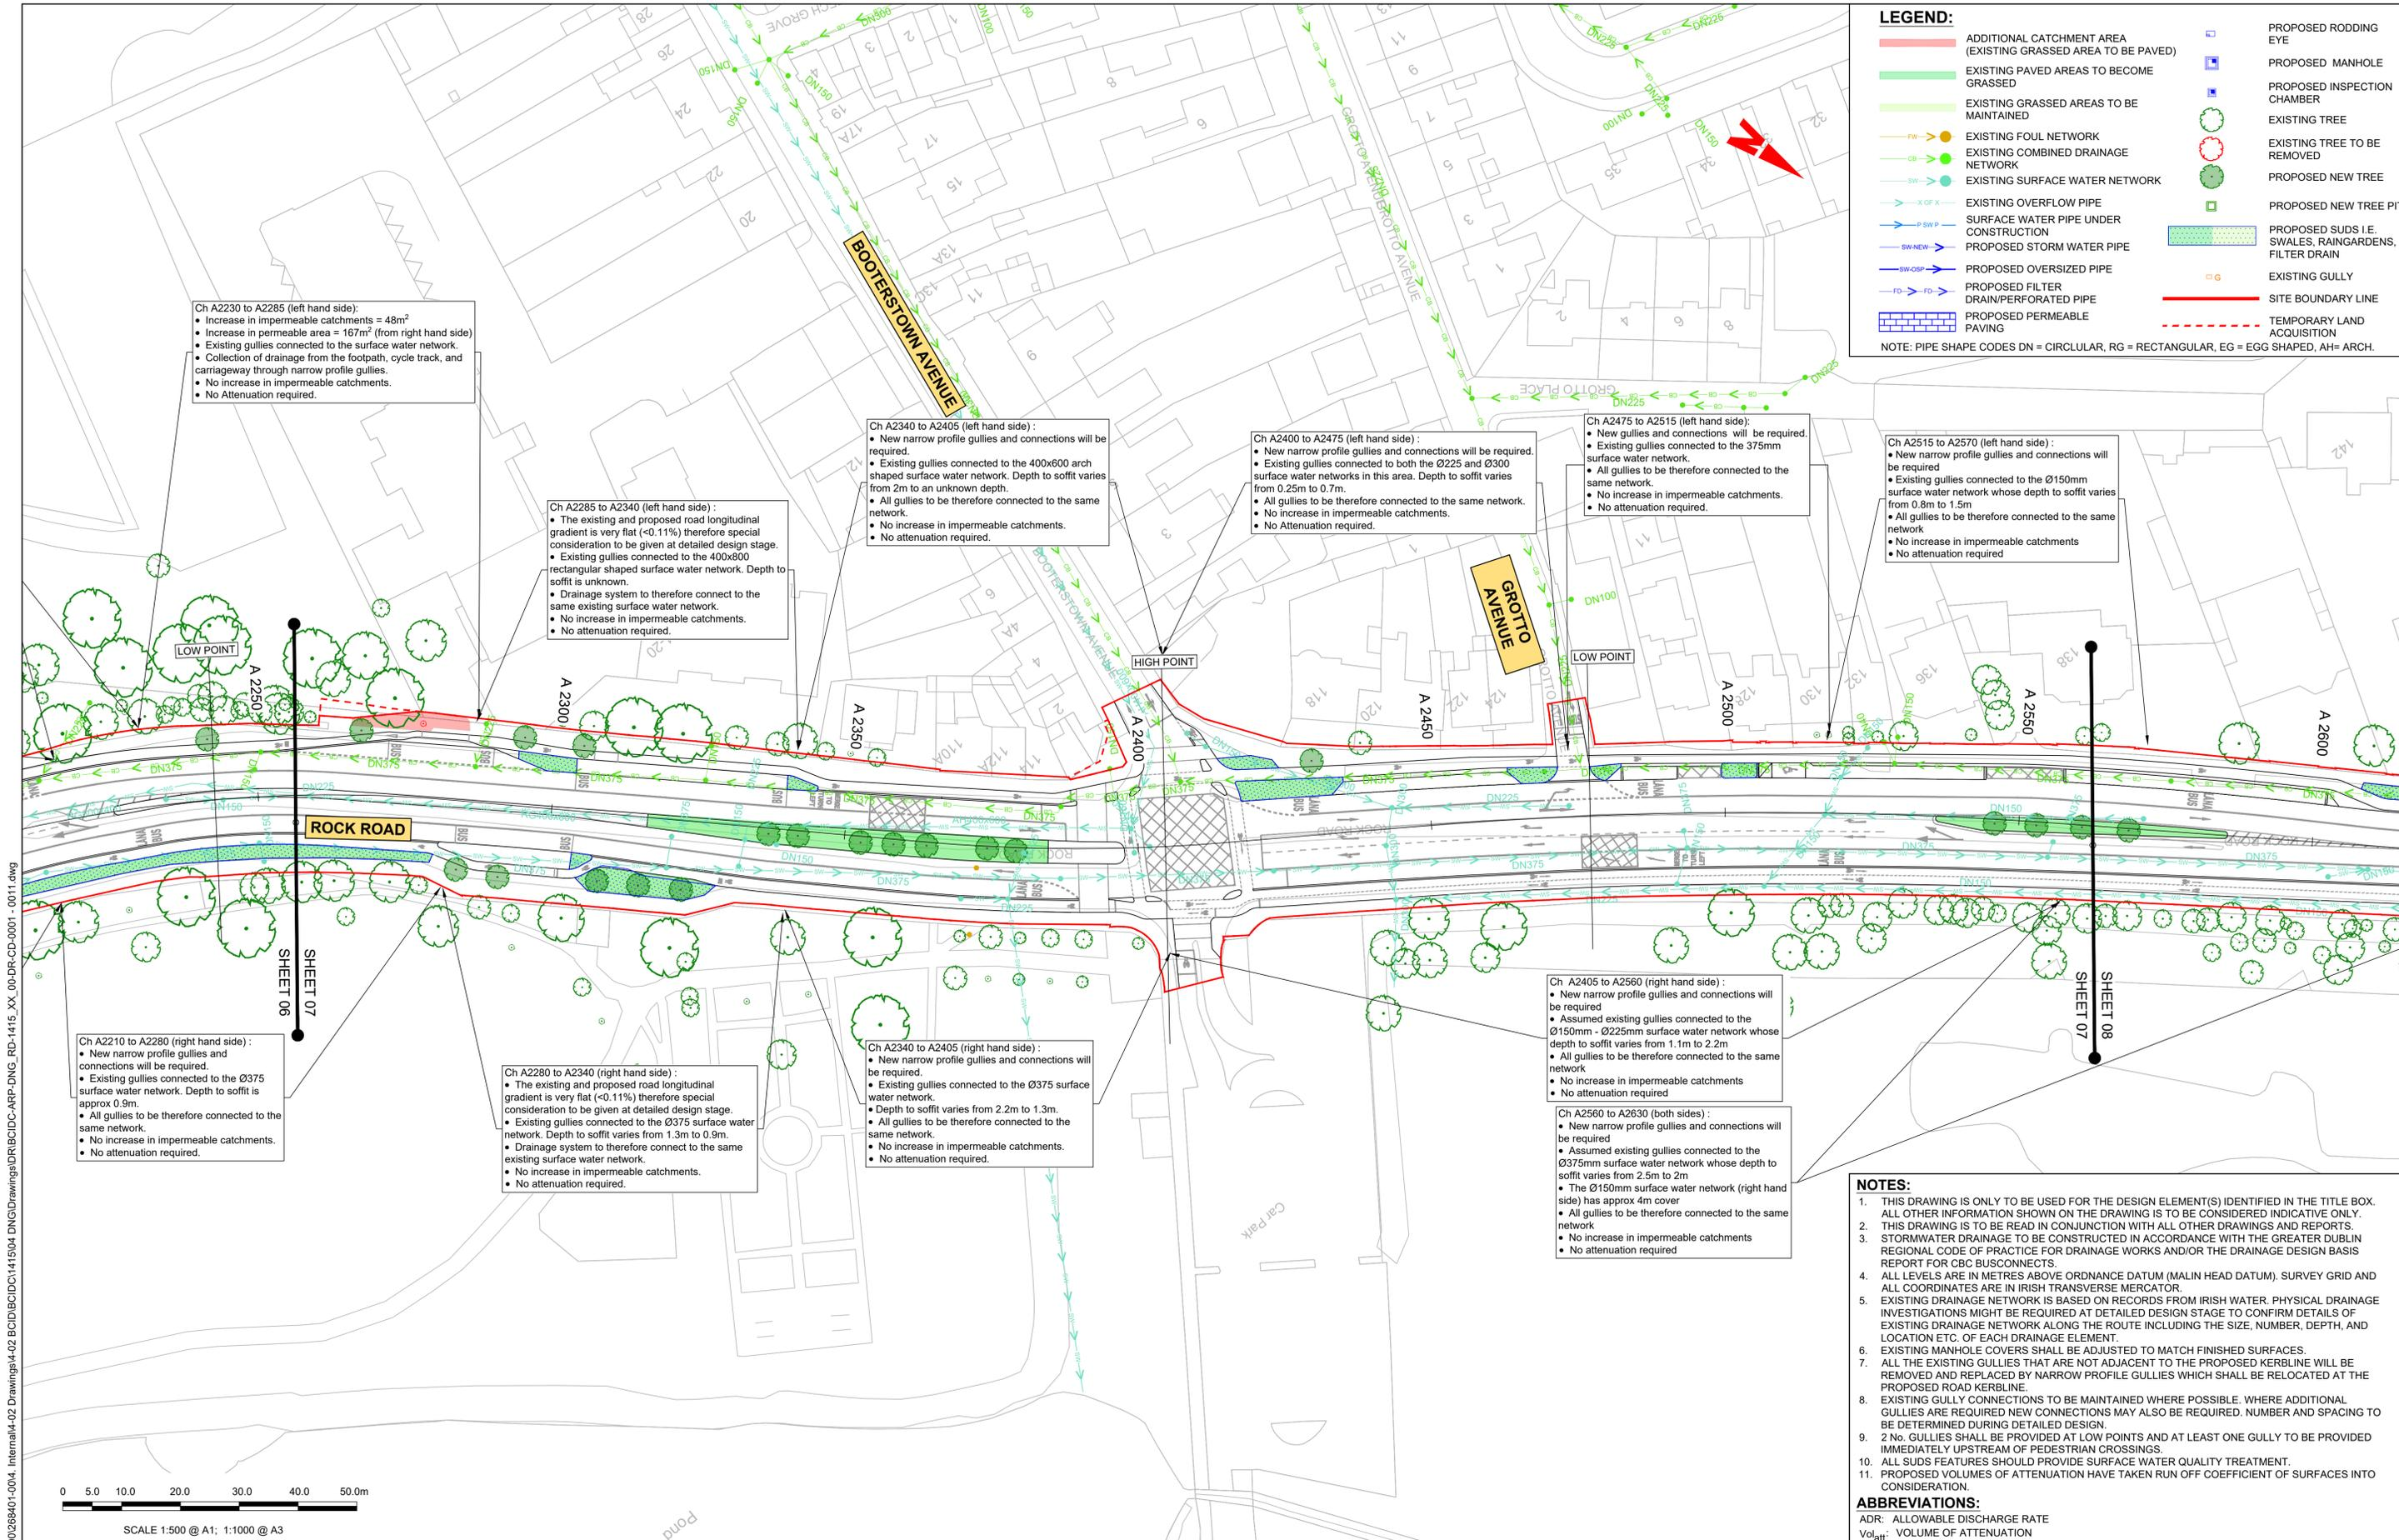 LEGEND:
ADDITIONAL CATCHMENT AREA
(EXISTING GRASSED AREA TO BE PAVED)
EXISTING PAVED AREAS TO BECOME
GRASSED
EXISTING GRASSED AREAS TO BE
MAINTAINED
FW
EXISTING FOUL NETWORK
CB
EXISTING COMBINED DRAINAGE
NETWORK
SW
EXISTING SURFACE WATER NETWORK
X OF X
EXISTING OVERFLOW PIPE
P SW P
SURFACE WATER PIPE UNDER
CONSTRUCTION
SW-NEW
PROPOSED STORM WATER PIPE
SW-OSP
PROPOSED OVERSIZED PIPE
FD FD
PROPOSED FILTER
DRAIN/PERFORATED PIPE
PROPOSED PERMEABLE
PAVING
PROPOSED RODDING
EYE
PROPOSED MANHOLE
PROPOSED INSPECTION
CHAMBER
EXISTING TREE
EXISTING TREE TO BE
REMOVED
PROPOSED NEW TREE
PROPOSED NEW TREE PI
PROPOSED SUDS I.E.
SWALES, RAINGARDENS,
FILTER DRAIN
G
EXISTING GULLY
SITE BOUNDARY LINE
TEMPORARY LAND
ACQUISITION
NOTE: PIPE SHAPE CODES DN = CIRCLULAR, RG = RECTANGULAR, EG = EGG SHAPED, AH= ARCH.
N
BOOTERSTOWN AVENUE
GROTTO PLACE
GROTTO AVENUE
Ch A2230 to A2285 (left hand side):
• Increase in impermeable catchments = 48m²
• Increase in permeable area = 167m² (from right hand side)
• Existing gullies connected to the surface water network.
• Collection of drainage from the footpath, cycle track, and
carriageway through narrow profile gullies.
• No increase in impermeable catchments.
• No Attenuation required.
Ch A2285 to A2340 (left hand side) :
• The existing and proposed road longitudinal
gradient is very flat (<0.11%) therefore special
consideration to be given at detailed design stage.
• Existing gullies connected to the 400x800
rectangular shaped surface water network. Depth to
soffit is unknown.
• Drainage system to therefore connect to the
same existing surface water network.
• No increase in impermeable catchments.
• No attenuation required.
Ch A2340 to A2405 (left hand side) :
• New narrow profile gullies and connections will be
required.
• Existing gullies connected to the 400x600 arch
shaped surface water network. Depth to soffit varies
from 2m to an unknown depth.
• All gullies to be therefore connected to the same
network.
• No increase in impermeable catchments.
• No attenuation required.
Ch A2400 to A2475 (left hand side) :
• New narrow profile gullies and connections will be required.
• Existing gullies connected to both the Ø225 and Ø300
surface water networks in this area. Depth to soffit varies
from 0.25m to 0.7m.
• All gullies to be therefore connected to the same network.
• No increase in impermeable catchments.
• No Attenuation required.
Ch A2475 to A2515 (left hand side):
• New gullies and connections will be required.
• Existing gullies connected to the 375mm
surface water network.
• All gullies to be therefore connected to the
same network.
• No increase in impermeable catchments.
• No attenuation required.
Ch A2515 to A2570 (left hand side) :
• New narrow profile gullies and connections will
be required
• Existing gullies connected to the Ø150mm
surface water network whose depth to soffit varies
from 0.8m to 1.5m
• All gullies to be therefore connected to the same
network
• No increase in impermeable catchments
• No attenuation required
GROTTO
AVENUE
LOW POINT
HIGH POINT
LOW POINT
A 2250
A 2300
A 2350
A 2400
A 2450
A 2500
A 2550
A 2600
ROCK ROAD
SHEET 07
SHEET 06
SHEET 08
SHEET 07
Ch A2210 to A2280 (right hand side) :
• New narrow profile gullies and
connections will be required.
• Existing gullies connected to the Ø375
surface water network. Depth to soffit is
approx 0.9m.
• All gullies to be therefore connected to the
same network.
• No increase in impermeable catchments.
• No attenuation required.
Ch A2280 to A2340 (right hand side) :
• The existing and proposed road longitudinal
gradient is very flat (<0.11%) therefore special
consideration to be given at detailed design stage.
• Existing gullies connected to the Ø375 surface water
network. Depth to soffit varies from 1.3m to 0.9m.
• Drainage system to therefore connect to the same
existing surface water network.
• No increase in impermeable catchments.
• No attenuation required.
Ch A2340 to A2405 (right hand side) :
• New narrow profile gullies and connections will
be required.
• Existing gullies connected to the Ø375 surface
water network.
• Depth to soffit varies from 2.2m to 1.3m.
• All gullies to be therefore connected to the
same network.
• No increase in impermeable catchments.
• No attenuation required.
Ch A2405 to A2560 (right hand side) :
• New narrow profile gullies and connections will
be required
• Assumed existing gullies connected to the
Ø150mm - Ø225mm surface water network whose
depth to soffit varies from 1.1m to 2.2m
• All gullies to be therefore connected to the same
network
• No increase in impermeable catchments
• No attenuation required
Ch A2560 to A2630 (both sides) :
• New narrow profile gullies and connections will
be required
• Assumed existing gullies connected to the
Ø375mm surface water network whose depth to
soffit varies from 2.5m to 2m
• The Ø150mm surface water network (right hand
side) has approx 4m cover
• All gullies to be therefore connected to the same
network
• No increase in impermeable catchments
• No attenuation required
Car Park
Pond
NOTES:
1. THIS DRAWING IS ONLY TO BE USED FOR THE DESIGN ELEMENT(S) IDENTIFIED IN THE TITLE BOX.
ALL OTHER INFORMATION SHOWN ON THE DRAWING IS TO BE CONSIDERED INDICATIVE ONLY.
2. THIS DRAWING IS TO BE READ IN CONJUNCTION WITH ALL OTHER DRAWINGS AND REPORTS.
3. STORMWATER DRAINAGE TO BE CONSTRUCTED IN ACCORDANCE WITH THE GREATER DUBLIN
REGIONAL CODE OF PRACTICE FOR DRAINAGE WORKS AND/OR THE DRAINAGE DESIGN BASIS
REPORT FOR CBC BUSCONNECTS.
4. ALL LEVELS ARE IN METRES ABOVE ORDNANCE DATUM (MALIN HEAD DATUM). SURVEY GRID AND
ALL COORDINATES ARE IN IRISH TRANSVERSE MERCATOR.
5. EXISTING DRAINAGE NETWORK IS BASED ON RECORDS FROM IRISH WATER. PHYSICAL DRAINAGE
INVESTIGATIONS MIGHT BE REQUIRED AT DETAILED DESIGN STAGE TO CONFIRM DETAILS OF
EXISTING DRAINAGE NETWORK ALONG THE ROUTE INCLUDING THE SIZE, NUMBER, DEPTH, AND
LOCATION ETC. OF EACH DRAINAGE ELEMENT.
6. EXISTING MANHOLE COVERS SHALL BE ADJUSTED TO MATCH FINISHED SURFACES.
7. ALL THE EXISTING GULLIES THAT ARE NOT ADJACENT TO THE PROPOSED KERBLINE WILL BE
REMOVED AND REPLACED BY NARROW PROFILE GULLIES WHICH SHALL BE RELOCATED AT THE
PROPOSED ROAD KERBLINE.
8. EXISTING GULLY CONNECTIONS TO BE MAINTAINED WHERE POSSIBLE. WHERE ADDITIONAL
GULLIES ARE REQUIRED NEW CONNECTIONS MAY ALSO BE REQUIRED. NUMBER AND SPACING TO
BE DETERMINED DURING DETAILED DESIGN.
9. 2 No. GULLIES SHALL BE PROVIDED AT LOW POINTS AND AT LEAST ONE GULLY TO BE PROVIDED
IMMEDIATELY UPSTREAM OF PEDESTRIAN CROSSINGS.
10. ALL SUDS FEATURES SHOULD PROVIDE SURFACE WATER QUALITY TREATMENT.
11. PROPOSED VOLUMES OF ATTENUATION HAVE TAKEN RUN OFF COEFFICIENT OF SURFACES INTO
CONSIDERATION.
ABBREVIATIONS:
ADR: ALLOWABLE DISCHARGE RATE
Vol att: VOLUME OF ATTENUATION
0 5.0 10.0 20.0 30.0 40.0 50.0m
SCALE 1:500 @ A1; 1:1000 @ A3
268401-00\4. Internal\4-02 Drawings\4-02 BCID\BCIDC\1415\04 DNG\Drawings\DR\BCIDC-ARP-DNG_RD-1415_XX_00-DR-CD-0001 - 0011.dwg